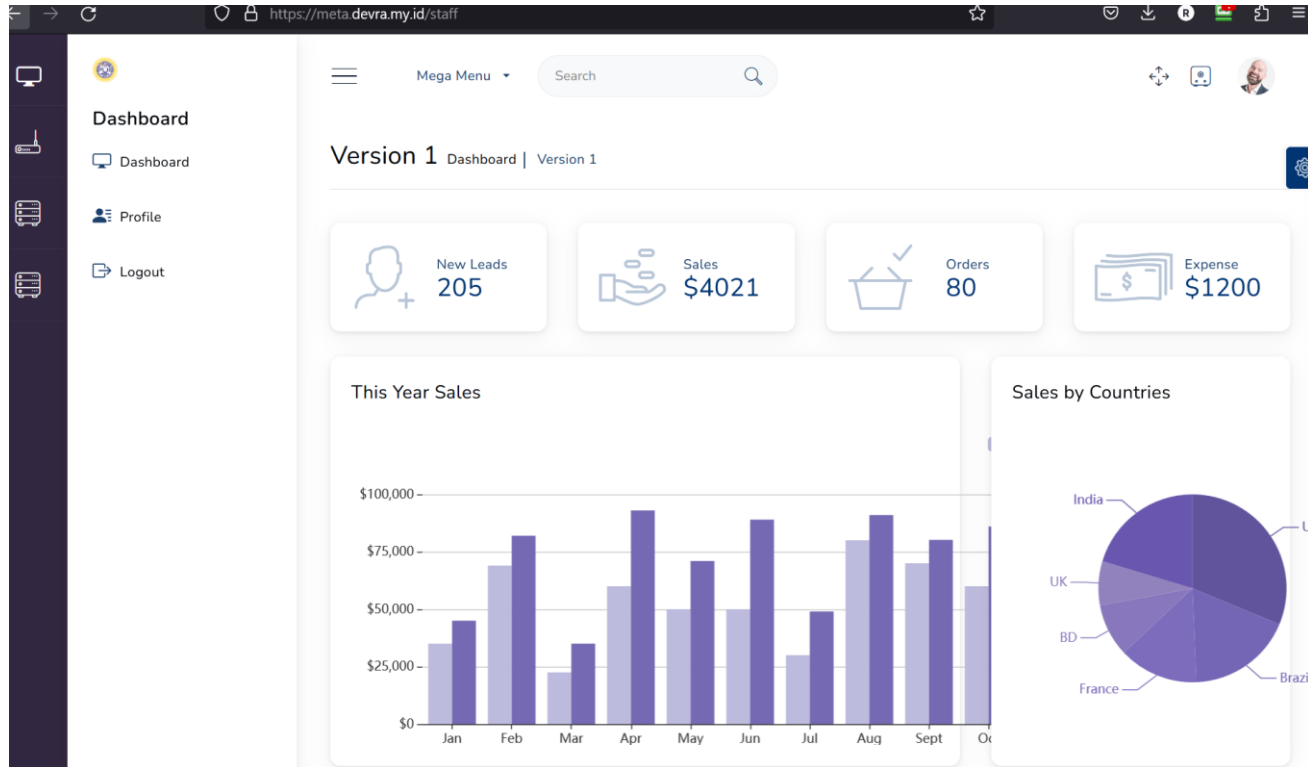 https://meta.devra.my.id/staff
R
Dashboard
Dashboard
Profile
Logout
Mega Menu
Search
Version 1 Dashboard | Version 1
New Leads
205
Sales
$4021
Orders
80
Expense
$1200
This Year Sales
$100,000
$75,000
$50,000
$25,000
$0
Jan Feb Mar Apr May Jun Jul Aug Sept
Sales by Countries
India
UK
BD
France
Brazi